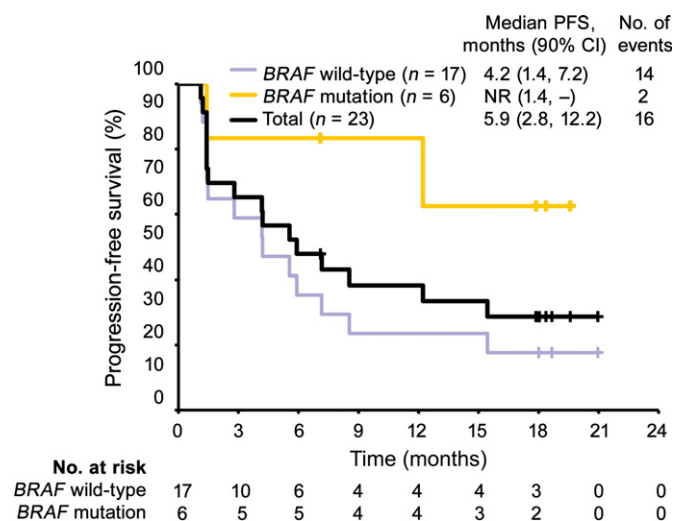 Median PFS, No. of
months (90% CI) events
BRAF wild-type (n = 17) 4.2 (1.4, 7.2) 14
BRAF mutation (n = 6) NR (1.4, –) 2
Total (n = 23) 5.9 (2.8, 12.2) 16
Progression-free survival (%)
100
90
80
70
60
50
40
30
20
10
0
0 3 6 9 12 15 18 21 24
Time (months)
No. at risk
BRAF wild-type 17 10 6 4 4 4 3 0 0
BRAF mutation 6 5 5 4 4 3 2 0 0